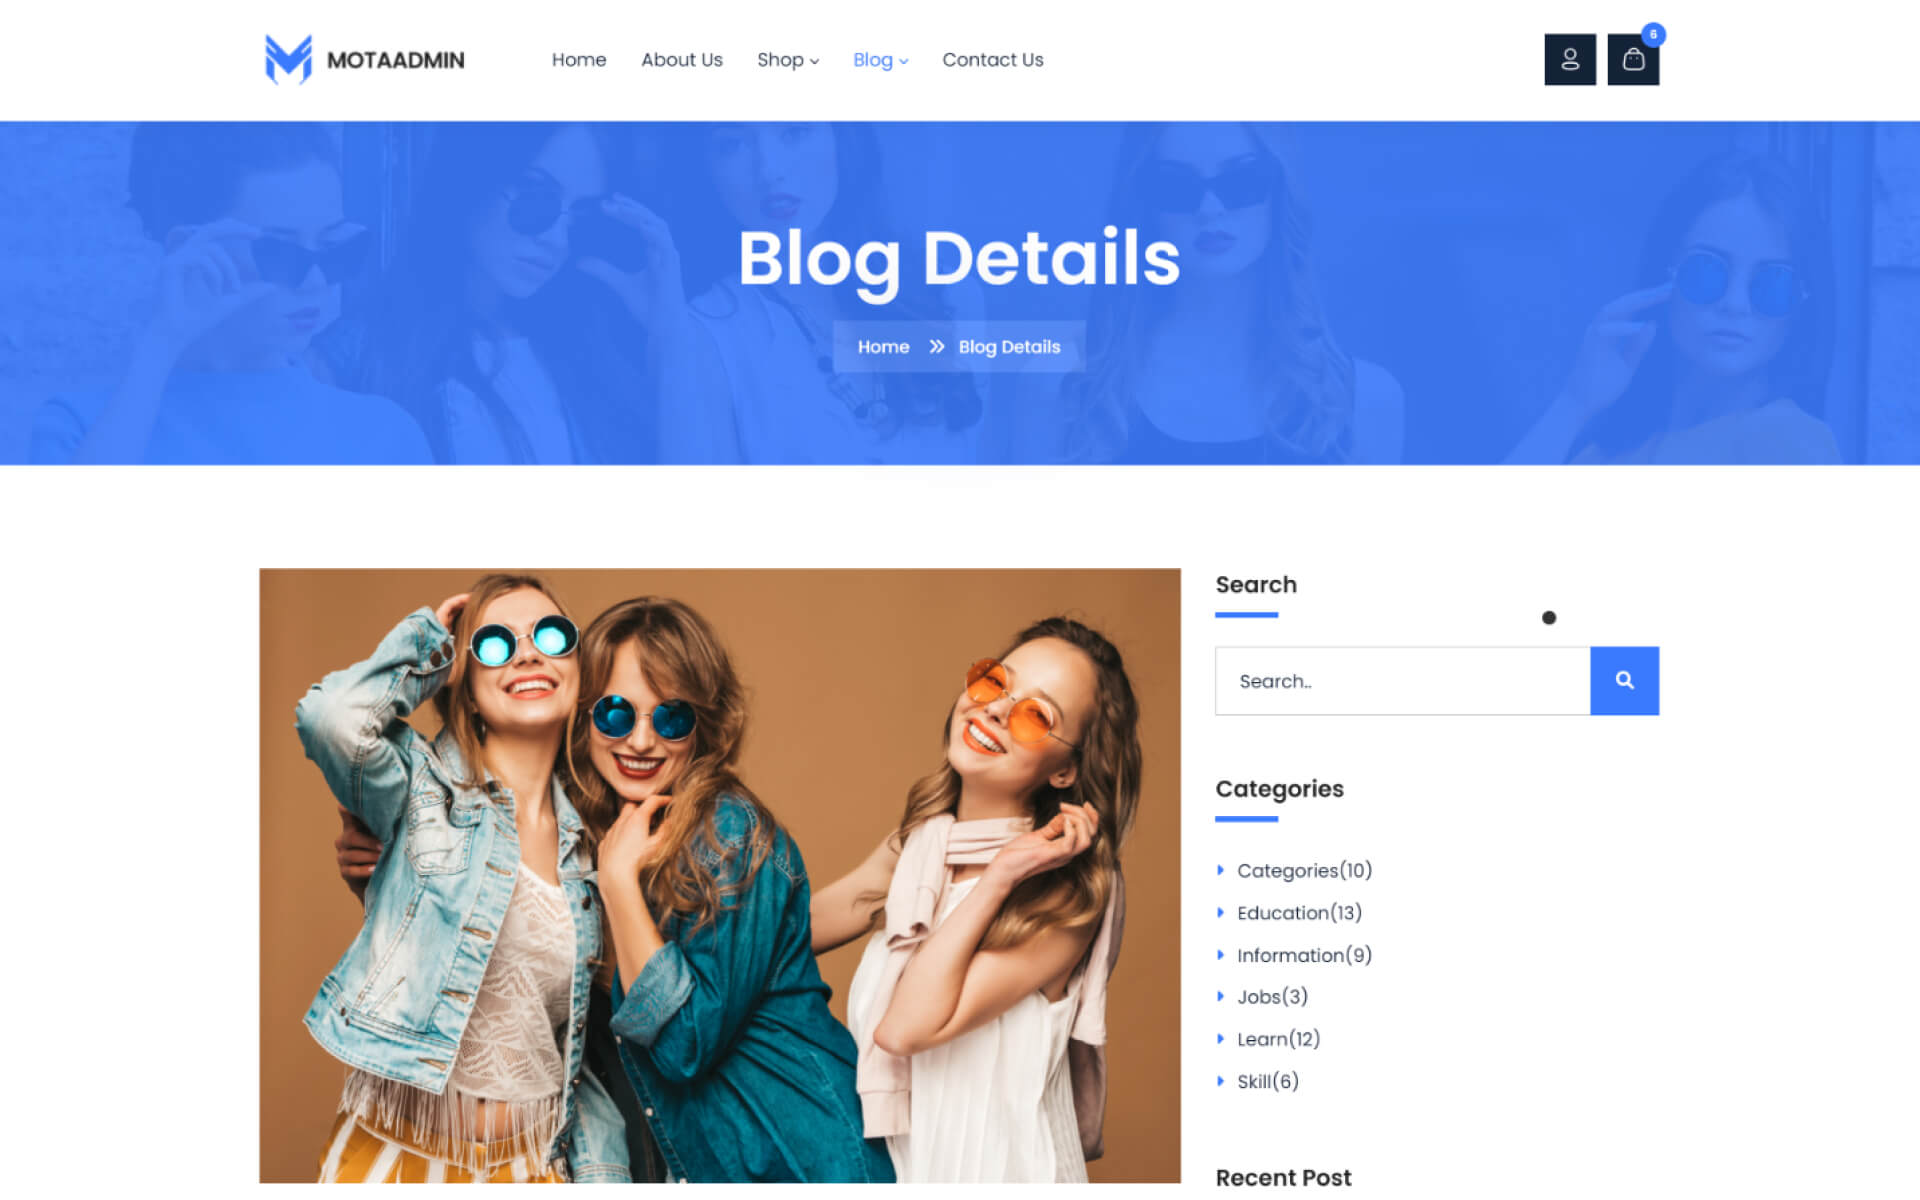 MOTAADMIN
Home About Us Shop Blog Contact Us
6
Blog Details
Home » Blog Details
Search
Search..
Categories
Categories(10)
Education(13)
Information(9)
Jobs(3)
Learn(12)
Skill(6)
Recent Post